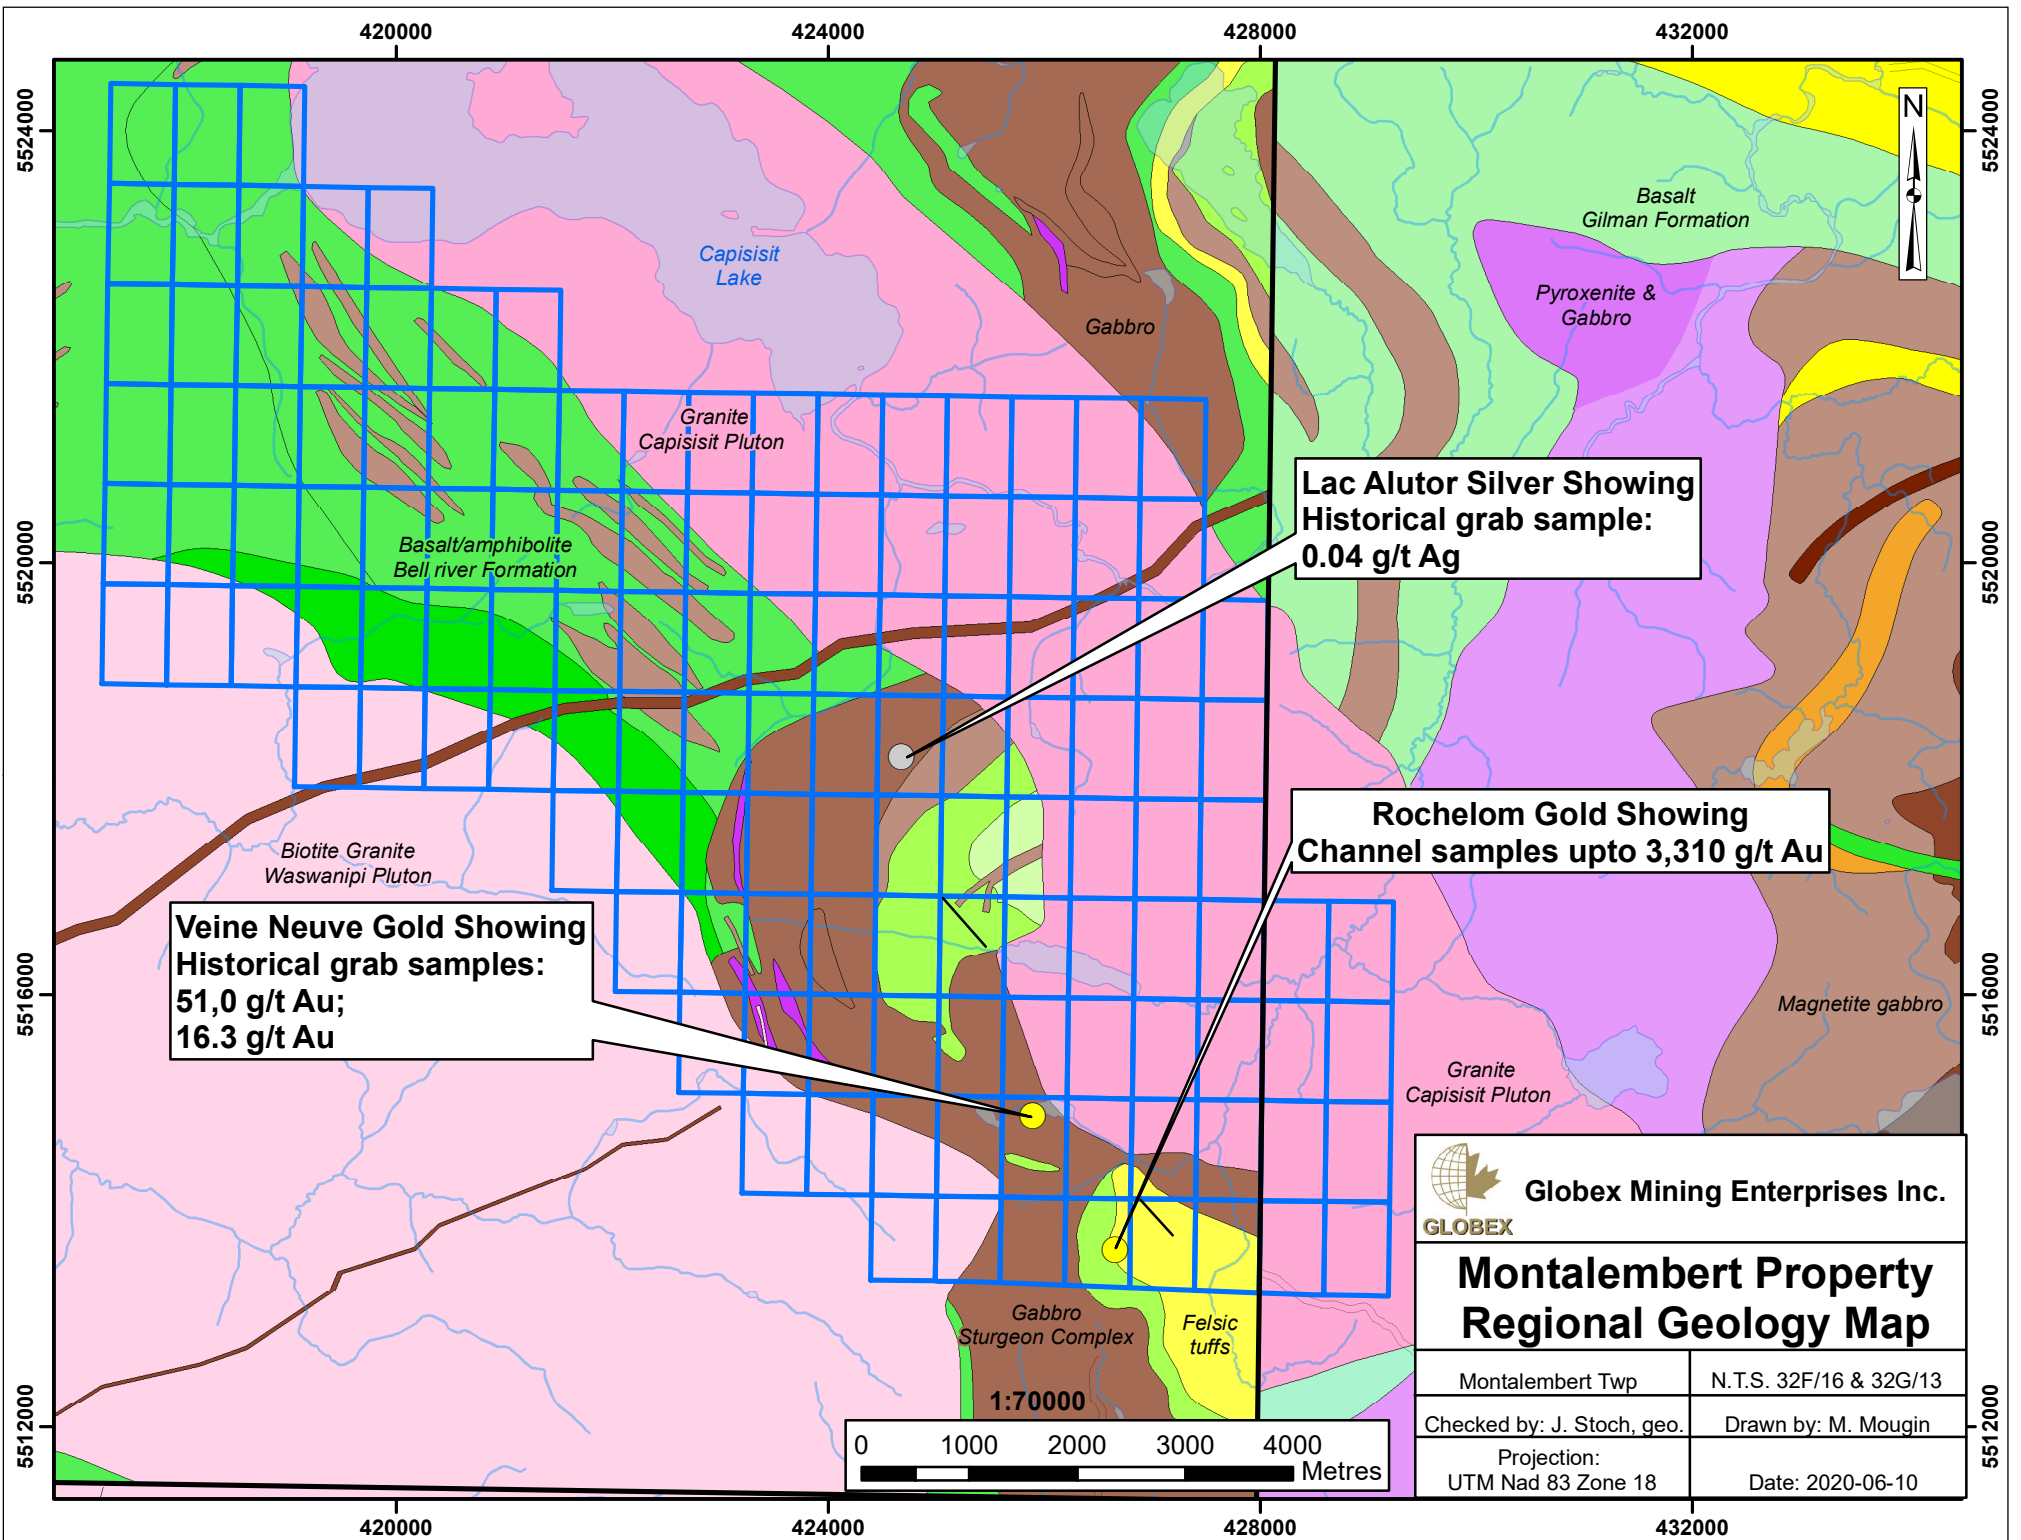 420000
424000
428000
432000
5524000
5524000
N
Basalt
Gilman Formation
Capisisit
Lake
Pyroxenite &
Gabbro
Gabbro
Granite
Capisisit Pluton
Lac Alutor Silver Showing
Historical grab sample:
0.04 g/t Ag
Basalt/amphibolite
Bell river Formation
5520000
5520000
Rochelom Gold Showing
Channel samples upto 3,310 g/t Au
Biotite Granite
Waswanipi Pluton
Veine Neuve Gold Showing
Historical grab samples:
51,0 g/t Au;
16.3 g/t Au
5516000
5516000
Magnetite gabbro
Granite
Capisisit Pluton
GLOBEX
Globex Mining Enterprises Inc.
Montalembert Property
Regional Geology Map
Gabbro
Sturgeon Complex
Felsic
tuffs
Montalembert Twp
N.T.S. 32F/16 & 32G/13
Checked by: J. Stoch, geo.
Drawn by: M. Mougin
Projection:
UTM Nad 83 Zone 18
Date: 2020-06-10
1:70000
0 1000 2000 3000 4000
Metres
5512000
5512000
420000
424000
428000
432000